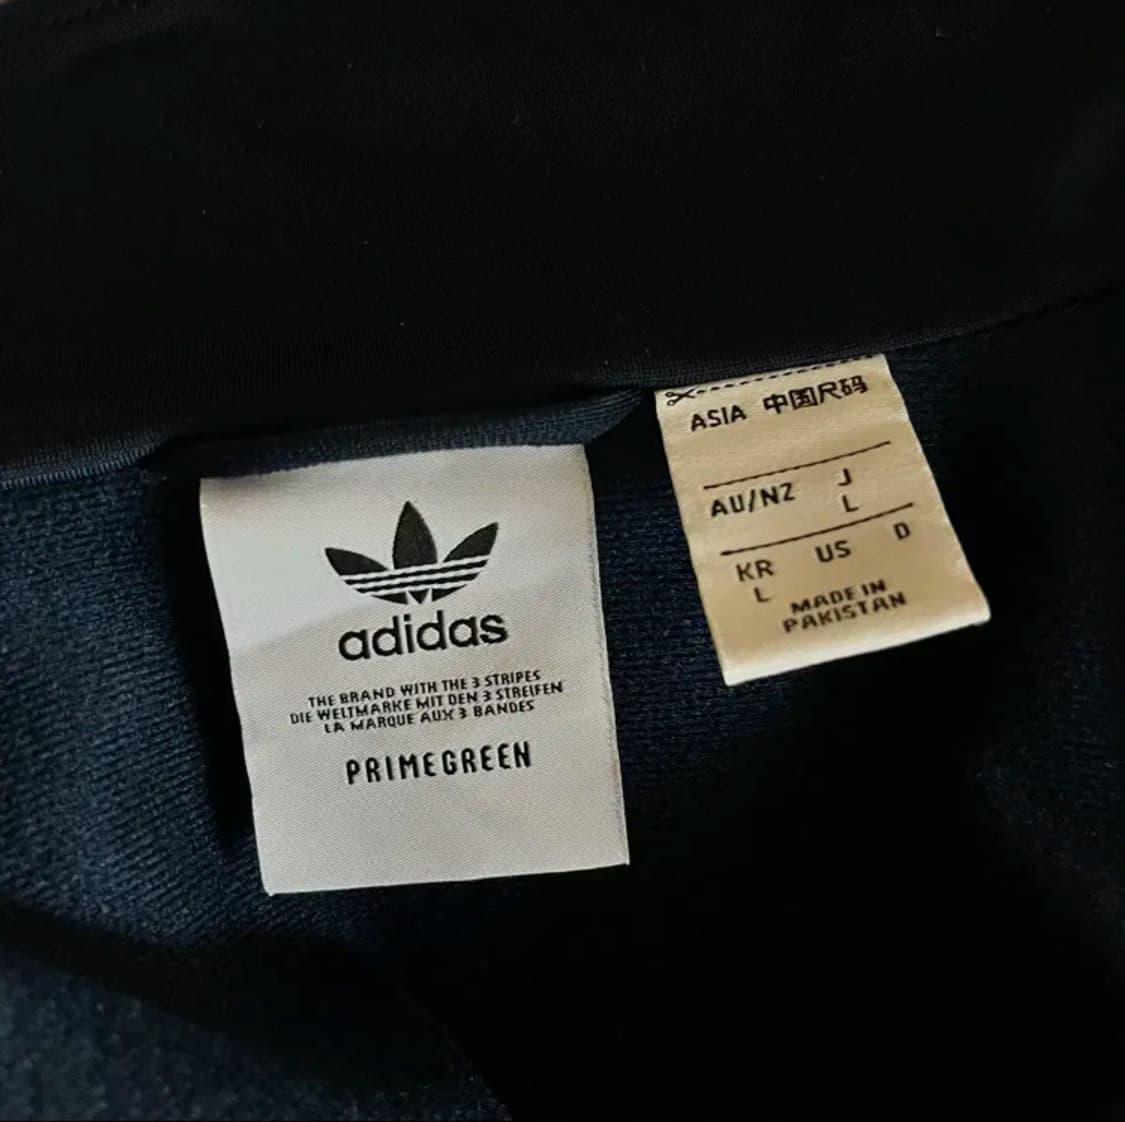 adidas
THE BRAND WITH THE 3 STRIPES
DIE WELTMARKE MIT DEN 3 STREIFEN
LA MARQUE AUX 3 BANDES
PRIMEGREEN
ASIA 中国尺码
AU/NZ J
L
KR US D
L
MADE IN
PAKISTAN